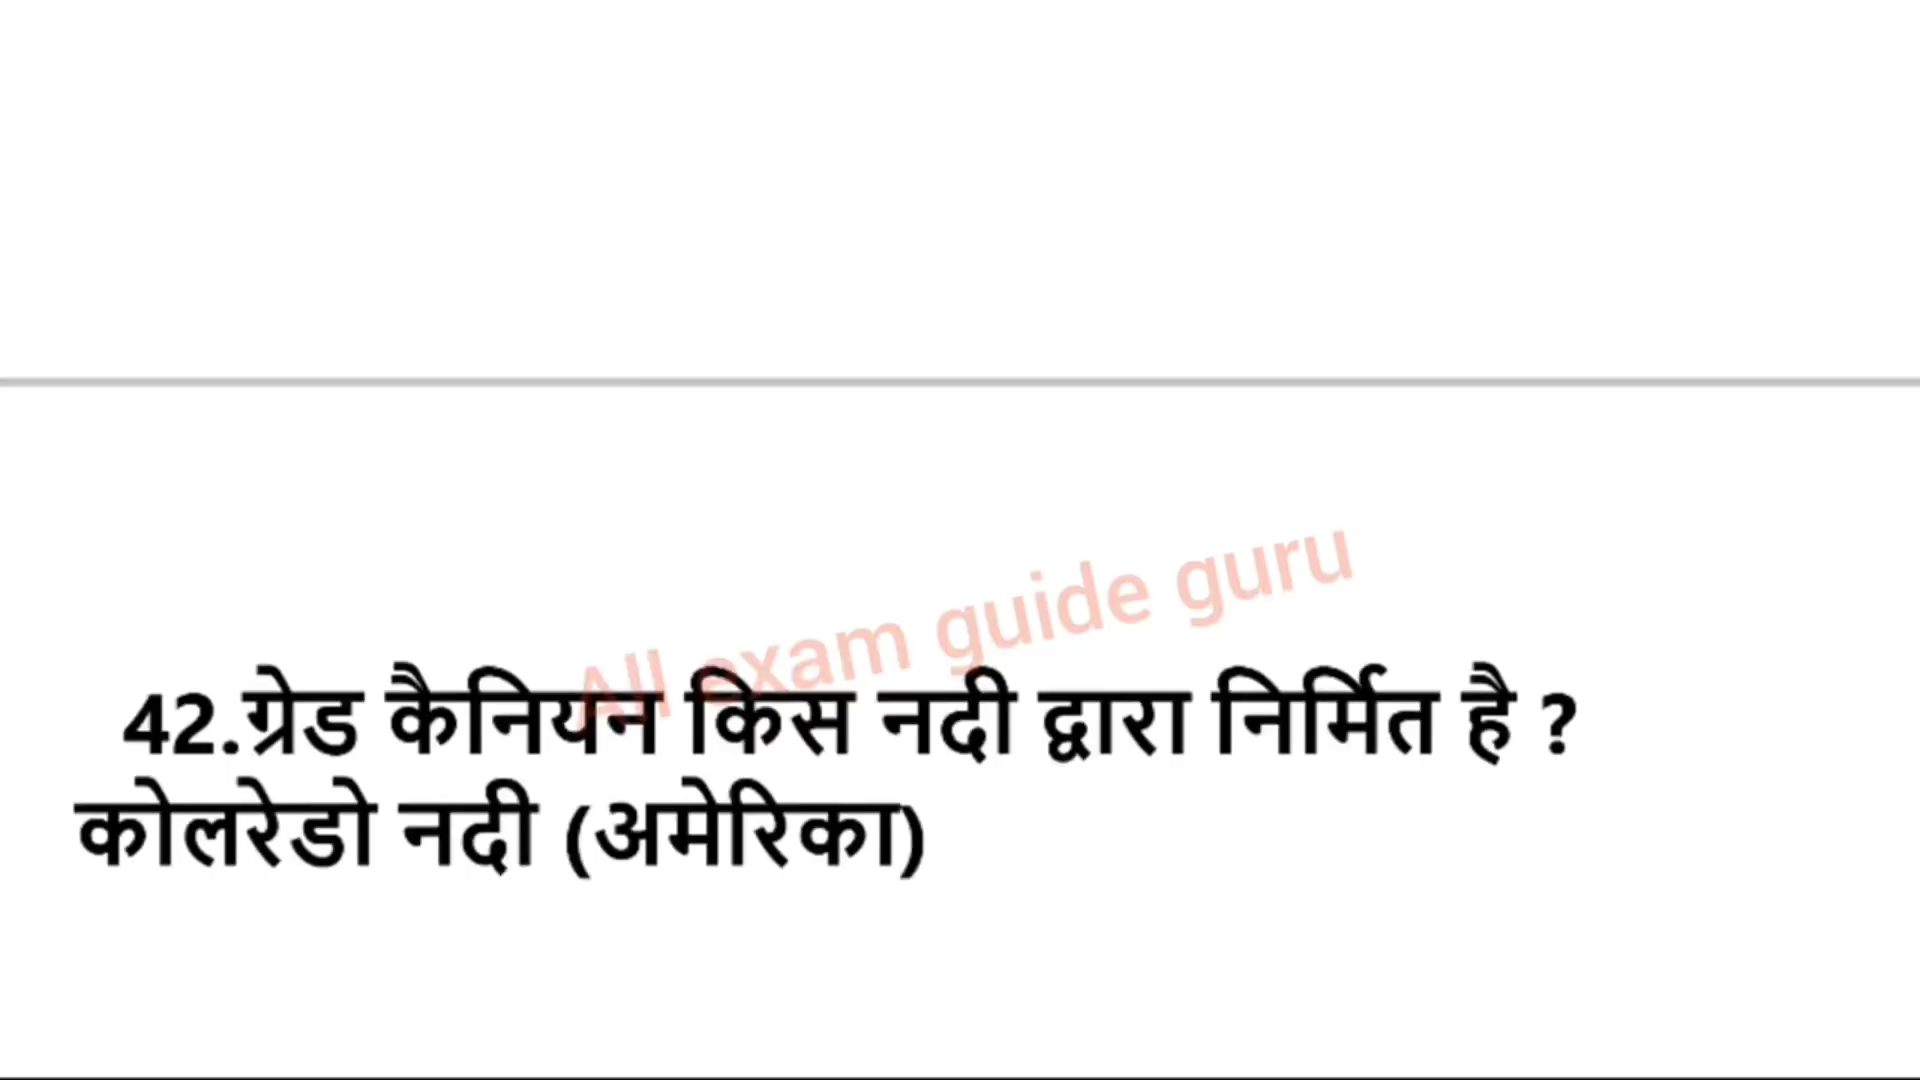 All exam guide guru
42.ग्रेड कैनियन किस नदी द्वारा निर्मित है ?
कोलरेडो नदी (अमेरिका)